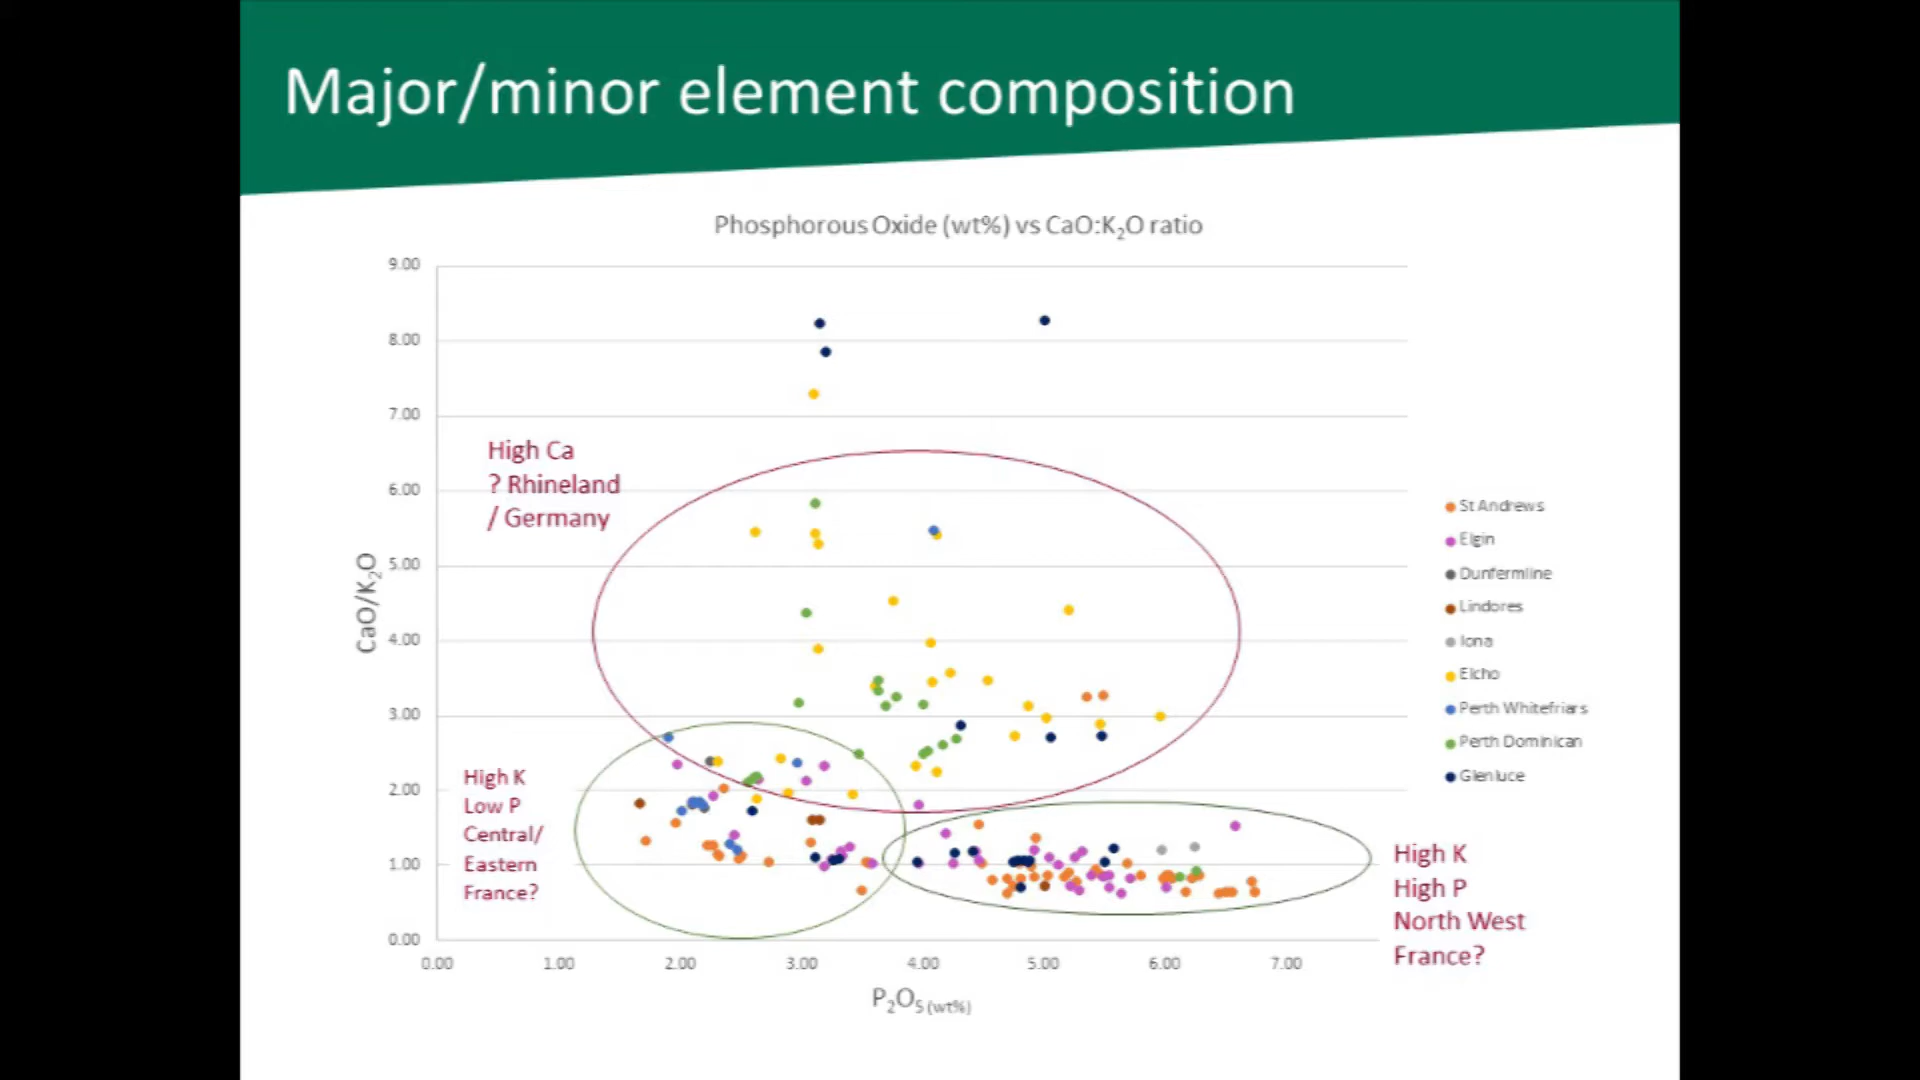 Major/minor element composition
Phosphorous Oxide (wt%) vs CaO:K₂O ratio
9.00
8.00
7.00
6.00
5.00
4.00
3.00
2.00
1.00
0.00
CaO/K₂O
High Ca
? Rhineland
/ Germany
High K
Low P
Central/
Eastern
France?
St Andrews
Elgin
Dunfermline
Lindores
Iona
Elcho
Perth Whitefriars
Perth Dominican
Glenluce
High K
High P
North West
France?
0.00 1.00 2.00 3.00 4.00 5.00 6.00 7.00
P₂O₅ (wt%)